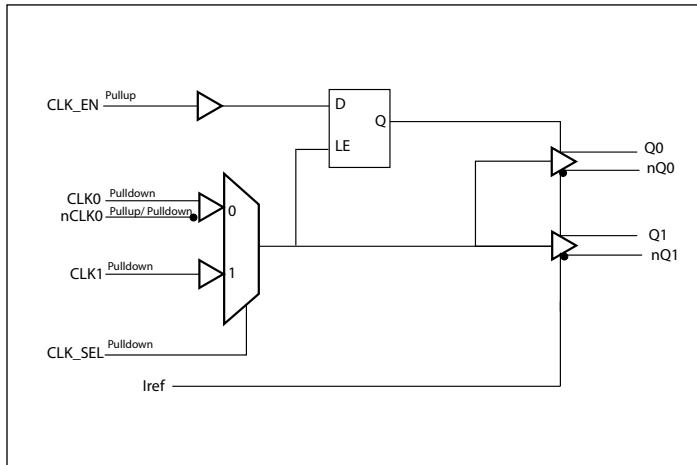 CLK_EN Pullup
D
Q
LE
Q0
nQ0
CLK0 Pulldown
nCLK0 Pullup/ Pulldown
0
Q1
nQ1
CLK1 Pulldown
1
CLK_SEL Pulldown
Iref